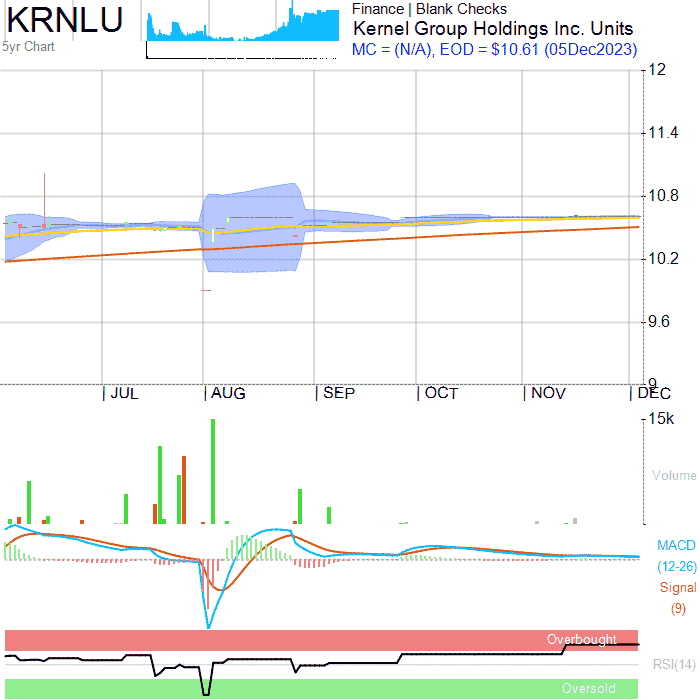 KRNLU
5yr Chart
Finance | Blank Checks
Kernel Group Holdings Inc. Units
MC = (N/A), EOD = $10.61 (05Dec2023)
12
11.4
10.8
10.2
9.6
9
JUL AUG SEP OCT NOV DEC
15k
Volume
MACD
(12-26)
Signal
(9)
Overbought
RSI(14)
Oversold